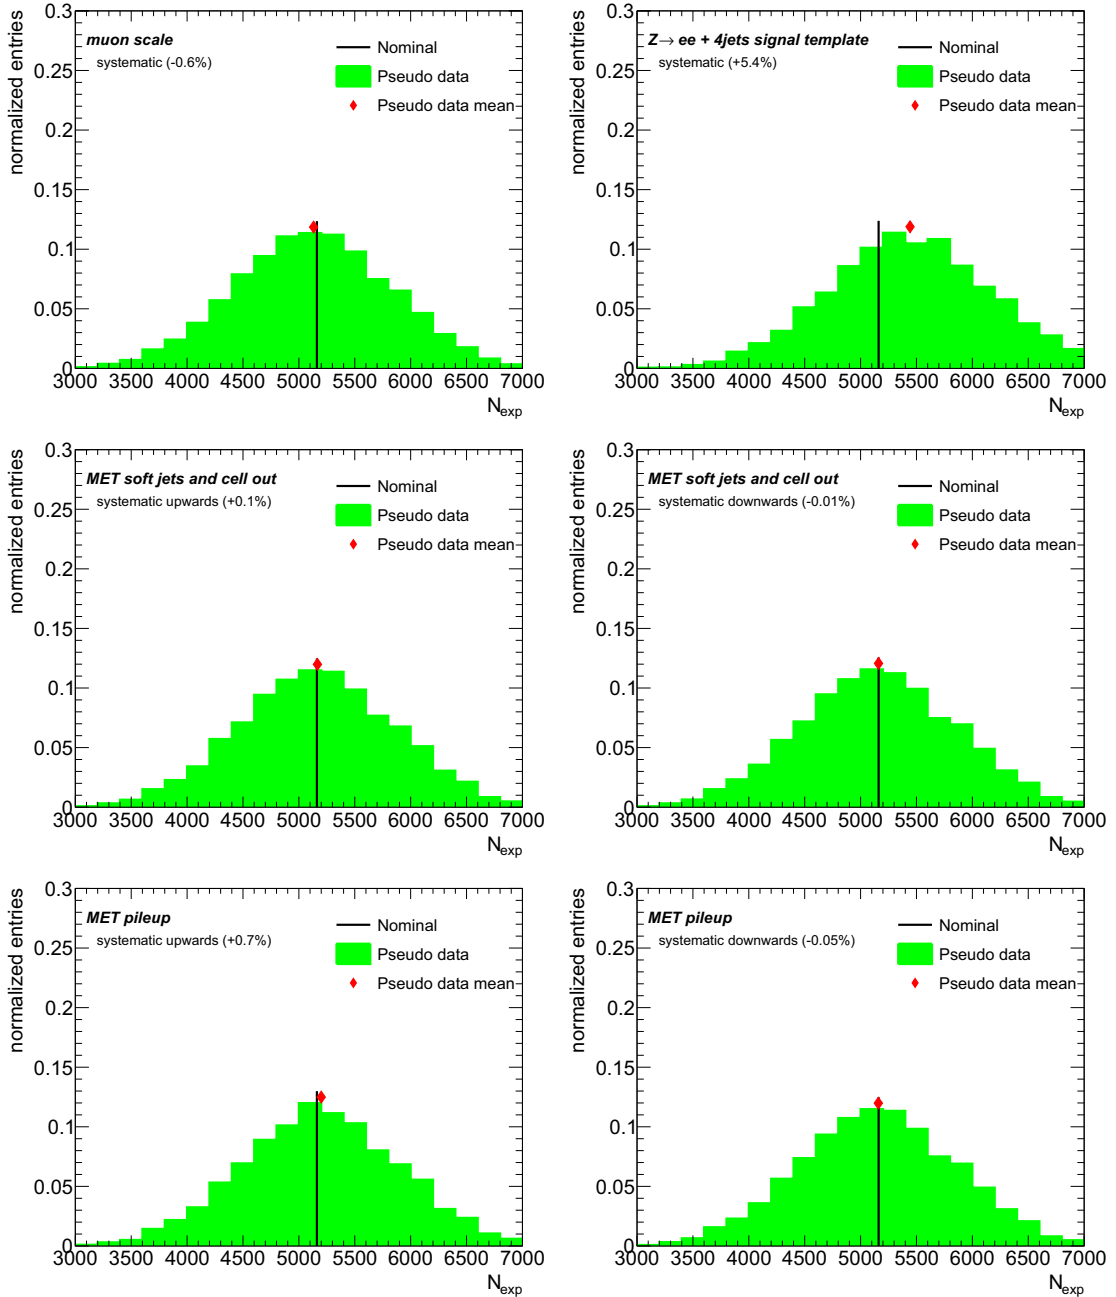 muon scale
systematic (-0.6%)
Nominal
Pseudo data
Pseudo data mean
normalized entries
0.3
0.25
0.2
0.15
0.1
0.05
0
3000 3500 4000 4500 5000 5500 6000 6500 7000
N_exp
Z→ ee + 4jets signal template
systematic (+5.4%)
Nominal
Pseudo data
Pseudo data mean
normalized entries
0.3
0.25
0.2
0.15
0.1
0.05
0
3000 3500 4000 4500 5000 5500 6000 6500 7000
N_exp
MET soft jets and cell out
systematic upwards (+0.1%)
Nominal
Pseudo data
Pseudo data mean
normalized entries
0.3
0.25
0.2
0.15
0.1
0.05
0
3000 3500 4000 4500 5000 5500 6000 6500 7000
N_exp
MET soft jets and cell out
systematic downwards (-0.01%)
Nominal
Pseudo data
Pseudo data mean
normalized entries
0.3
0.25
0.2
0.15
0.1
0.05
0
3000 3500 4000 4500 5000 5500 6000 6500 7000
N_exp
MET pileup
systematic upwards (+0.7%)
Nominal
Pseudo data
Pseudo data mean
normalized entries
0.3
0.25
0.2
0.15
0.1
0.05
0
3000 3500 4000 4500 5000 5500 6000 6500 7000
N_exp
MET pileup
systematic downwards (-0.05%)
Nominal
Pseudo data
Pseudo data mean
normalized entries
0.3
0.25
0.2
0.15
0.1
0.05
0
3000 3500 4000 4500 5000 5500 6000 6500 7000
N_exp